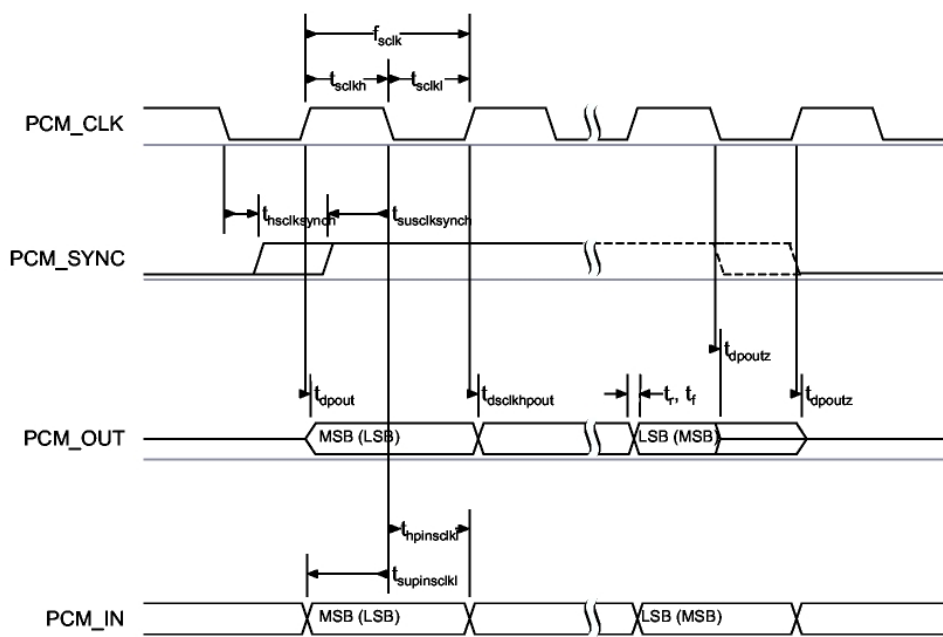 f_sclk
t_sclkh
t_sclkl
PCM_CLK
t_hsclksynch
t_susclksynch
PCM_SYNC
t_dpoutz
t_dpout
t_dsclkhpout
t_r, t_f
t_dpoutz
PCM_OUT
MSB (LSB)
LSB (MSB)
t_hpinsclkl
t_supinsclkl
PCM_IN
MSB (LSB)
LSB (MSB)